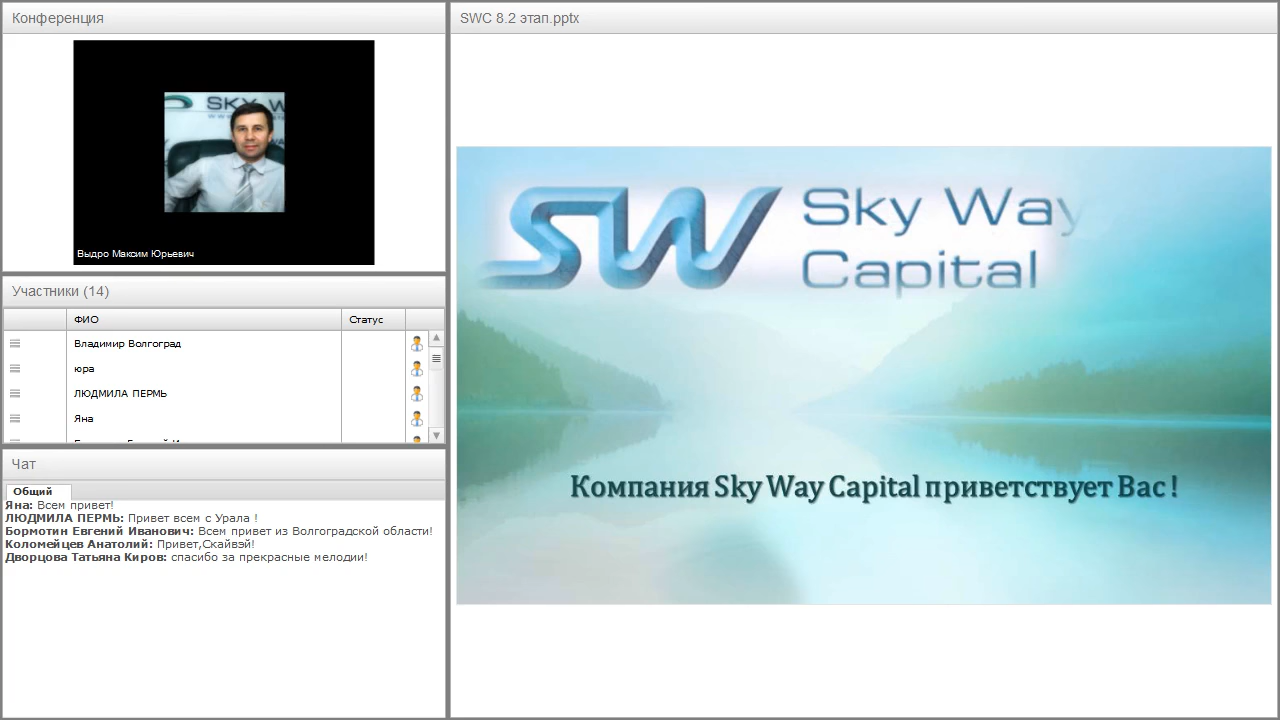 Конференция
SKY W
Выдро Максим Юрьевич
Участники (14)
ФИО
Статус
Владимир Волгоград
юра
ЛЮДМИЛА ПЕРМЬ
Яна
Чат
Общий
Яна: Всем привет!
ЛЮДМИЛА ПЕРМЬ: Привет всем с Урала !
Бормотин Евгений Иванович: Всем привет из Волгоградской области!
Коломейцев Анатолий: Привет,Скайвэй!
Дворцова Татьяна Киров: спасибо за прекрасные мелодии!
SWC 8.2 этап.pptx
SW
Sky Way
Capital
Компания Sky Way Capital приветствует Вас !